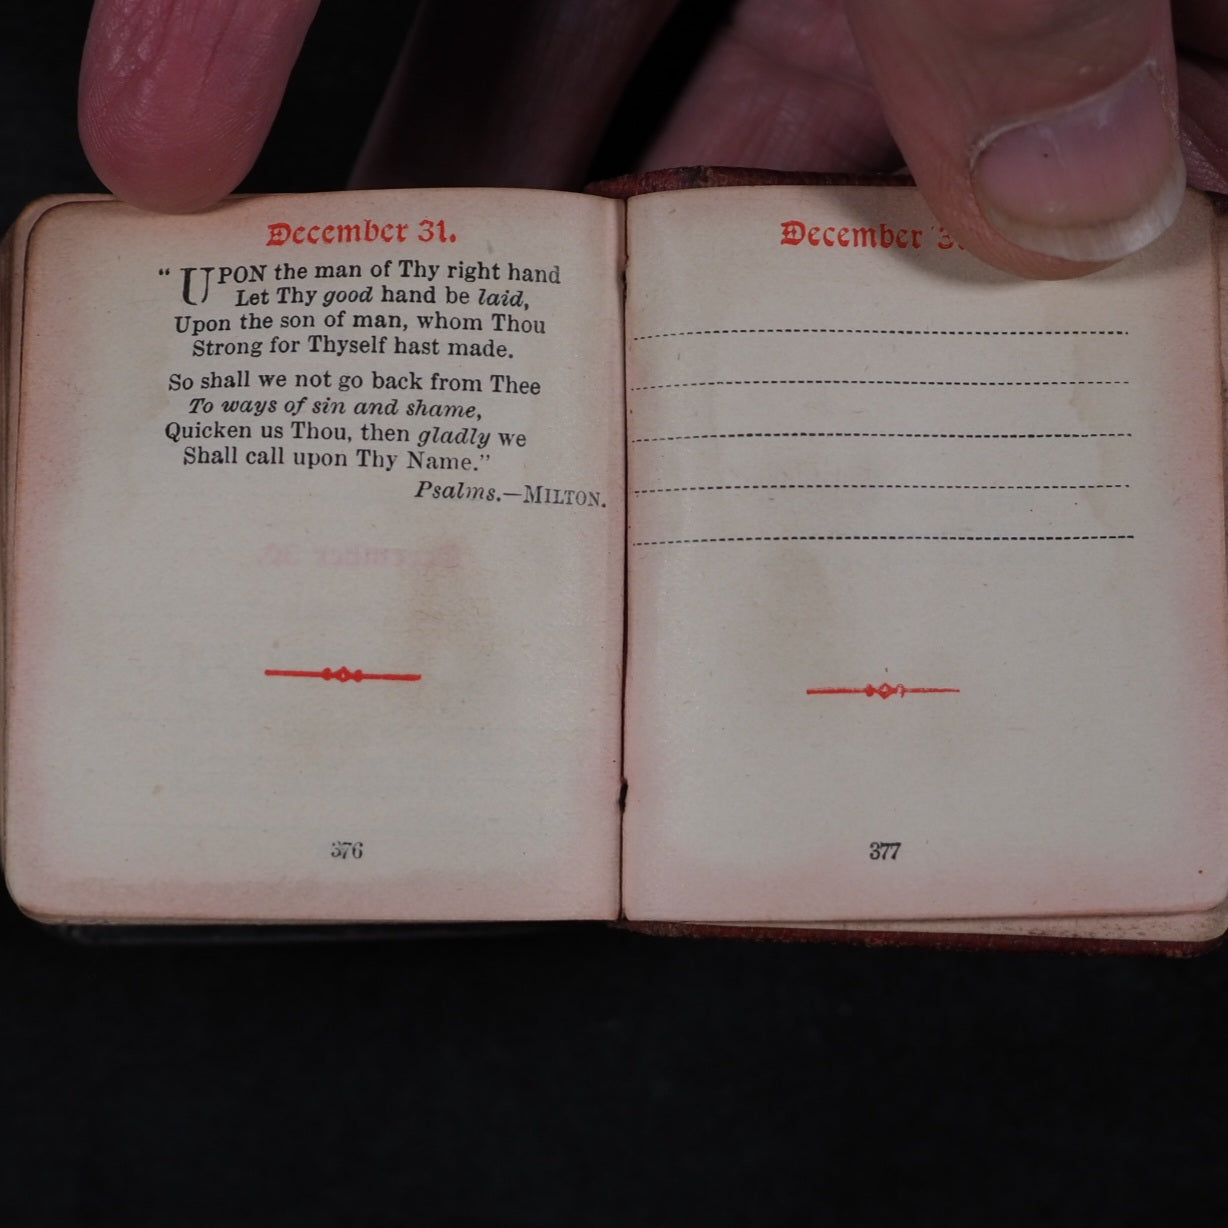 December 31.
“UPON the man of Thy right hand
Let Thy good hand be laid,
Upon the son of man, whom Thou
Strong for Thyself hast made.
So shall we not go back from Thee
To ways of sin and shame,
Quicken us Thou, then gladly we
Shall call upon Thy Name.”
Psalms.—MILTON.
376
December
377